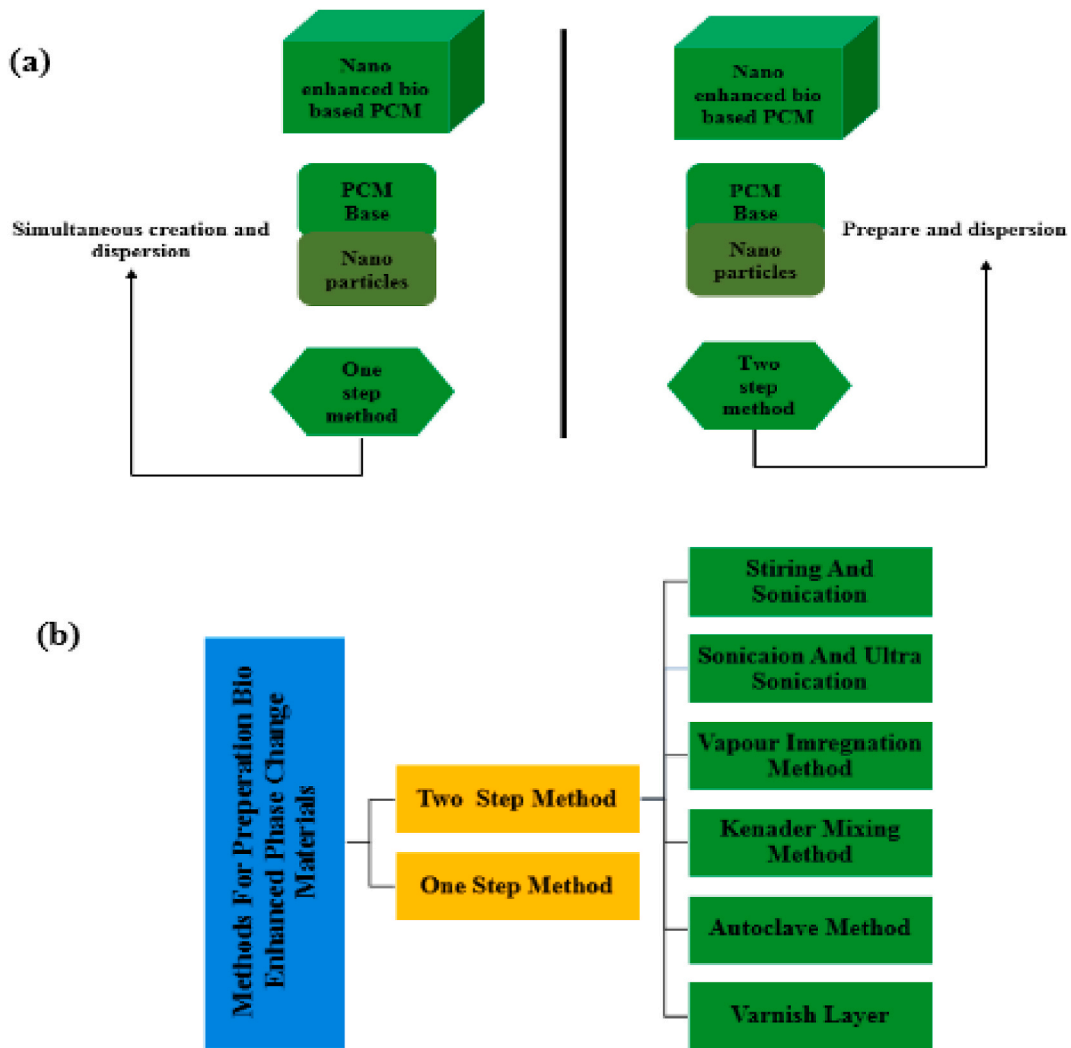 (a)
Nano
enhanced bio
based PCM
PCM
Base
Nano
particles
Simultaneous creation and
dispersion
One
step
method
Nano
enhanced bio
based PCM
PCM
Base
Nano
particles
Prepare and dispersion
Two
step
method
(b)
Methods For Preperation Bio
Enhanced Phase Change
Materials
Two Step Method
One Step Method
Stiring And
Sonication
Sonicaion And Ultra
Sonication
Vapour Imregnation
Method
Kenader Mixing
Method
Autoclave Method
Varnish Layer